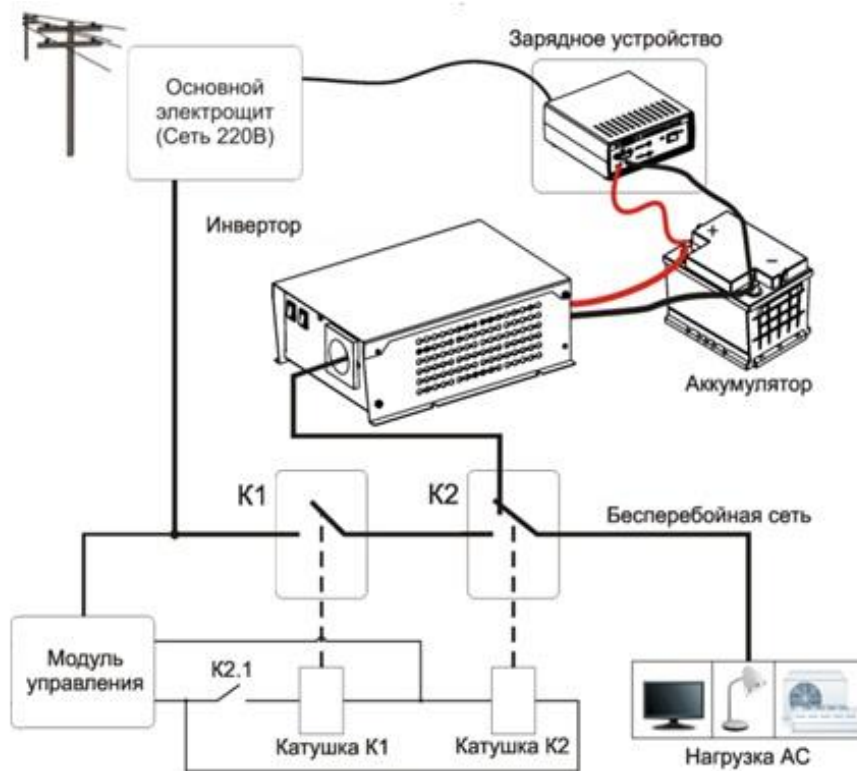 Зарядное устройство
Основной
электрощит
(Сеть 220В)
Инвертор
+
-
Аккумулятор
К1
К2
Бесперебойная сеть
Модуль
управления
К2.1
Катушка К1
Катушка К2
Нагрузка АС